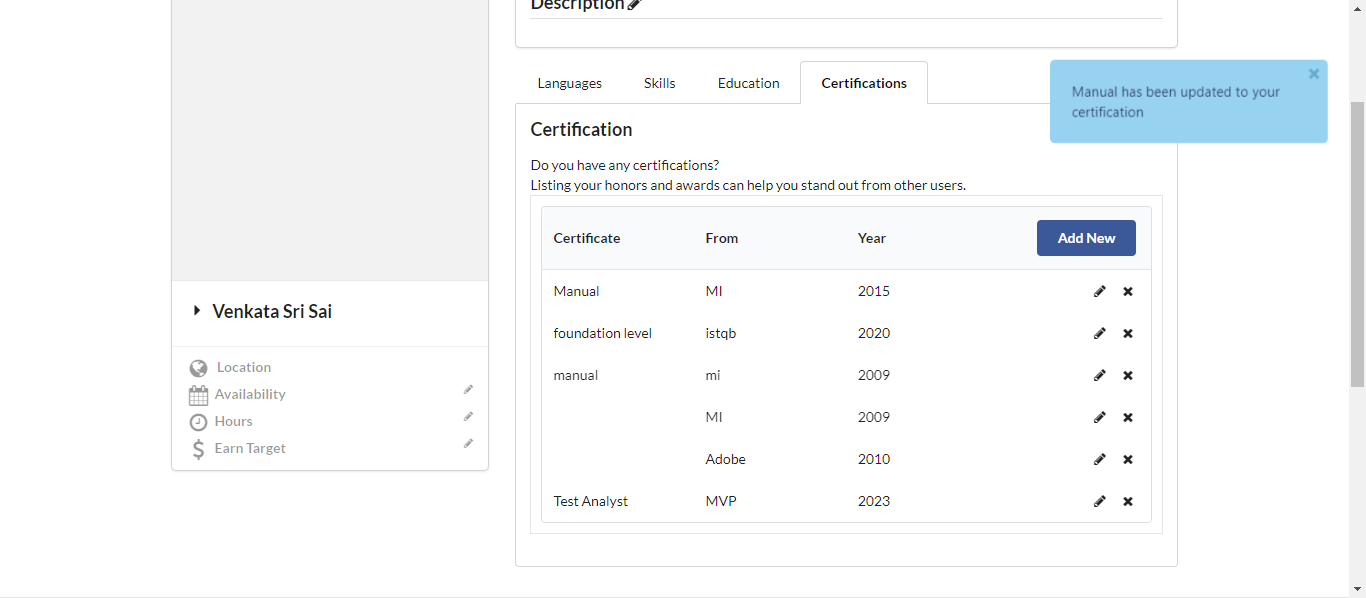 Description
Languages Skills Education Certifications
Manual has been updated to your
certification
Certification
Do you have any certifications?
Listing your honors and awards can help you stand out from other users.
Certificate From Year Add New
Manual MI 2015
foundation level istqb 2020
manual mi 2009
MI 2009
Adobe 2010
Test Analyst MVP 2023
Venkata Sri Sai
Location
Availability
Hours
Earn Target